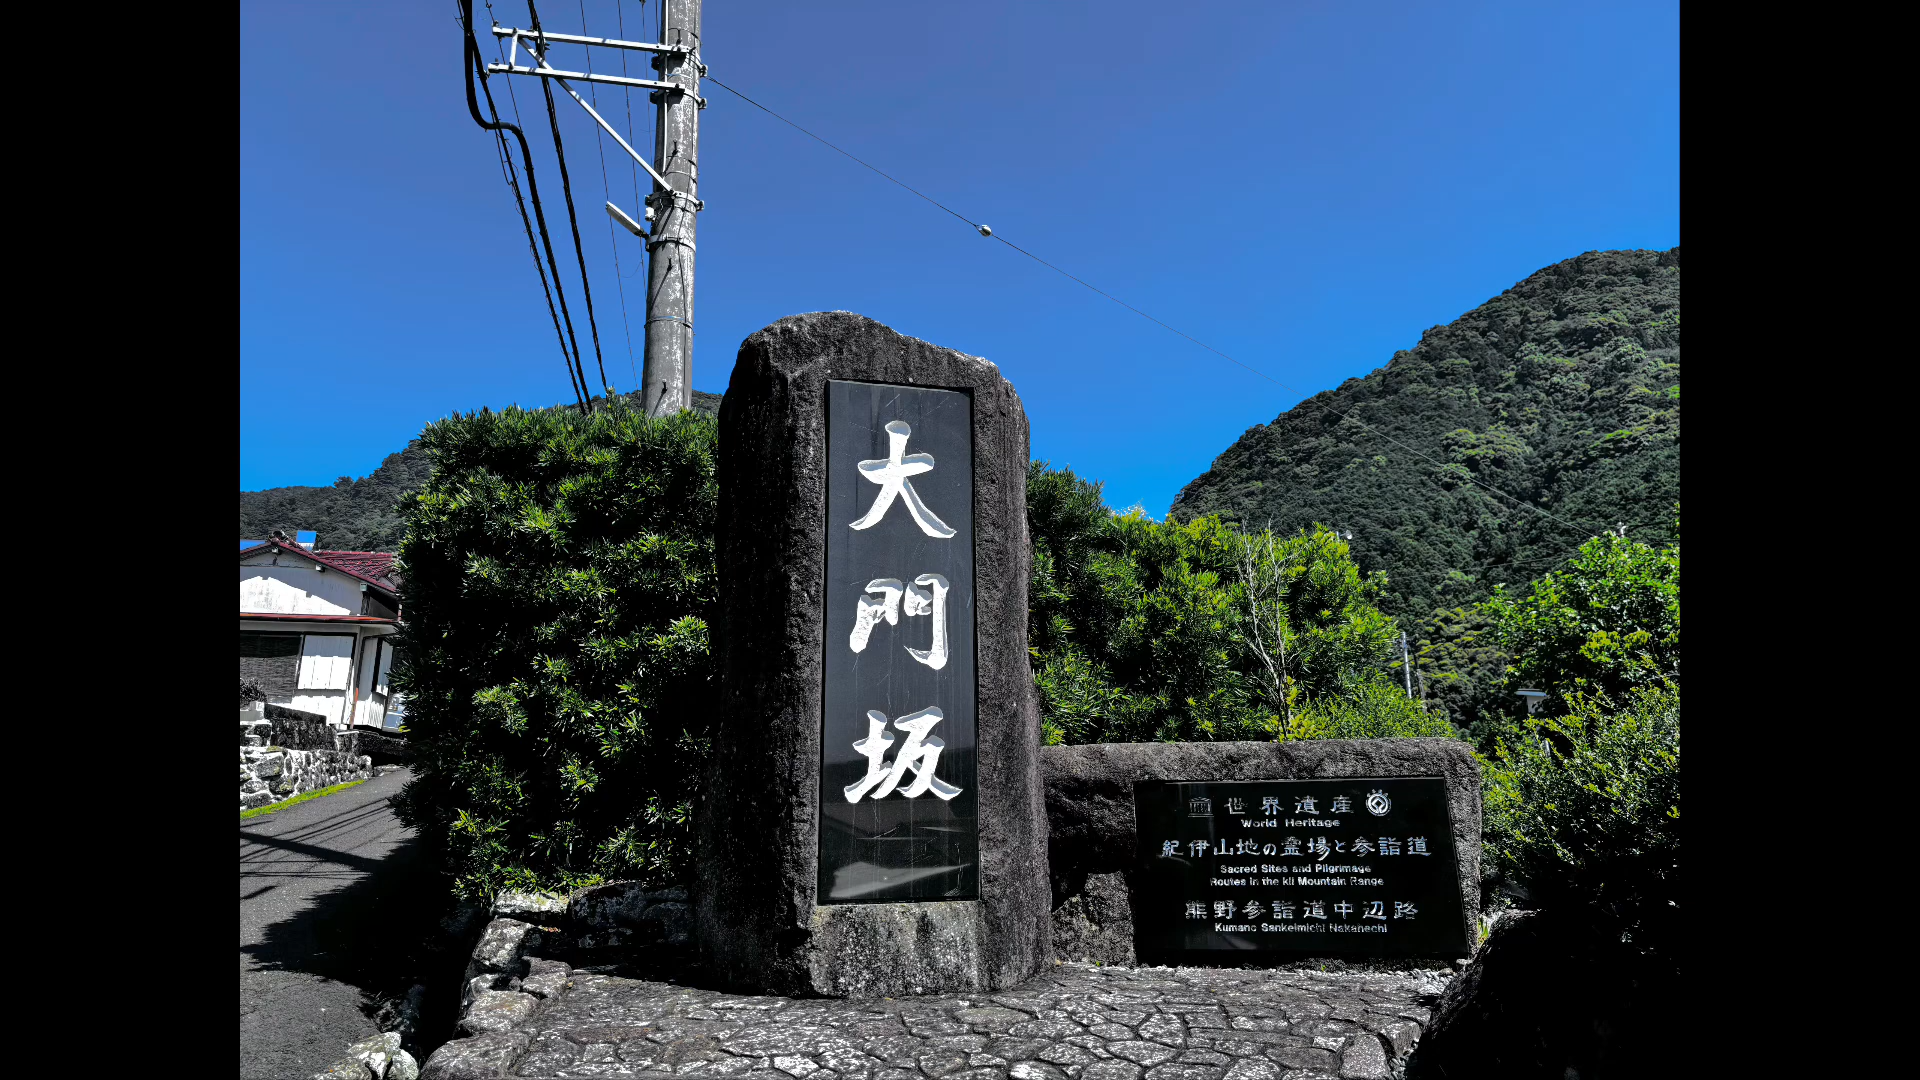 大門坂
世界遺産
World Heritage
紀伊山地の霊場と参詣道
Sacred Sites and Pilgrimage
Routes in the Kii Mountain Range
熊野参詣道中辺路
Kumano Sankeimichi Nakahechi